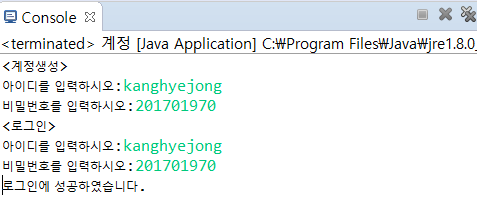 Console
<terminated> 계정 [Java Application] C:\Program Files\Java\jre1.8.0_
<계정생성>
아이디를 입력하시오:kanghyejong
비밀번호를 입력하시오:201701970
<로그인>
아이디를 입력하시오:kanghyejong
비밀번호를 입력하시오:201701970
로그인에 성공하였습니다.